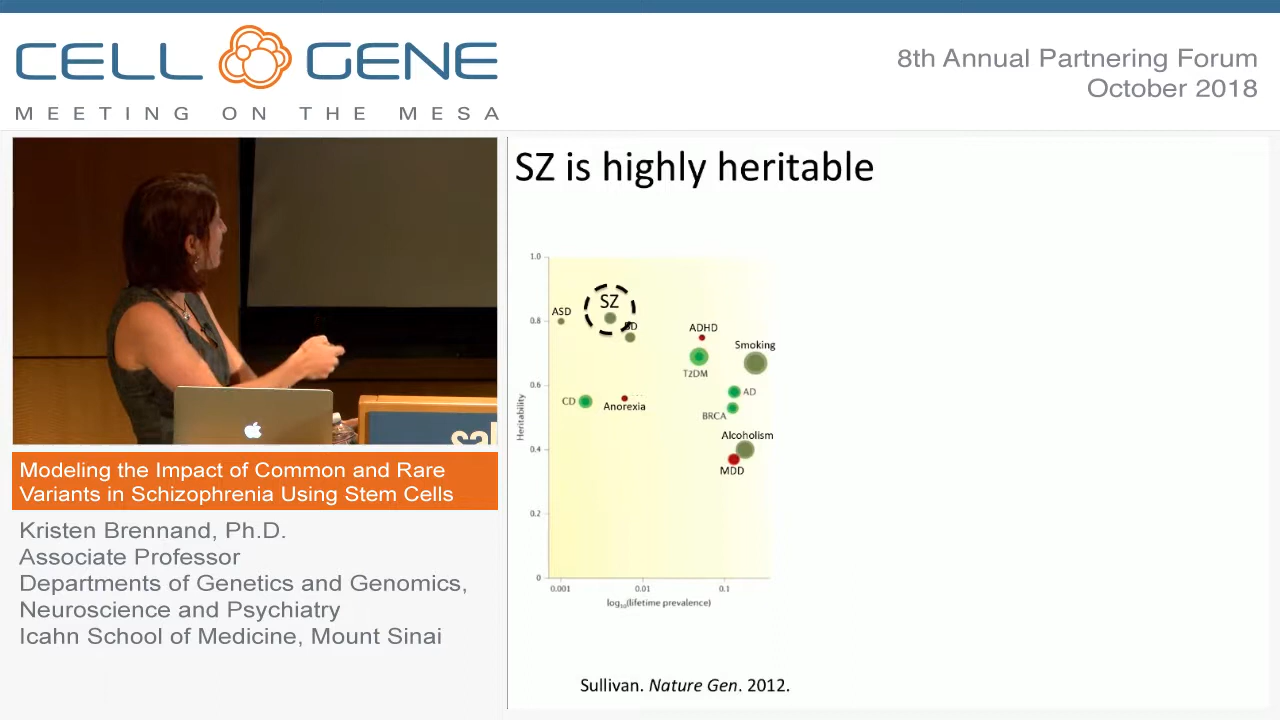 CELL GENE
MEETING ON THE MESA
8th Annual Partnering Forum
October 2018
SZ is highly heritable
1.0
0.8
0.6
0.4
0.2
0
Heritability
ASD
SZ
BD
ADHD
Smoking
T2DM
CD
Anorexia
AD
BRCA
Alcoholism
MDD
0.001
0.01
0.1
log10(lifetime prevalence)
Sullivan. Nature Gen. 2012.
sal
Modeling the Impact of Common and Rare
Variants in Schizophrenia Using Stem Cells
Kristen Brennand, Ph.D.
Associate Professor
Departments of Genetics and Genomics,
Neuroscience and Psychiatry
Icahn School of Medicine, Mount Sinai